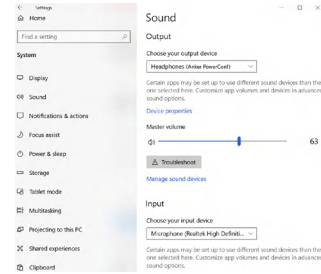 Settings
Home
Find a setting
System
Display
Sound
Notifications & actions
Focus assist
Power & sleep
Storage
Tablet mode
Multitasking
Projecting to this PC
Shared experiences
Clipboard
Sound
Output
Choose your output device
Headphones (Anker PowerConf)
Certain apps may be set up to use different sound devices than the
one selected here. Customize app volumes and devices in advanced
sound options.
Device properties
Master volume
63
Troubleshoot
Manage sound devices
Input
Choose your input device
Microphone (Realtek High Definiti...
Certain apps may be set up to use different sound devices than the
one selected here. Customize app volumes and devices in advanced
sound options.